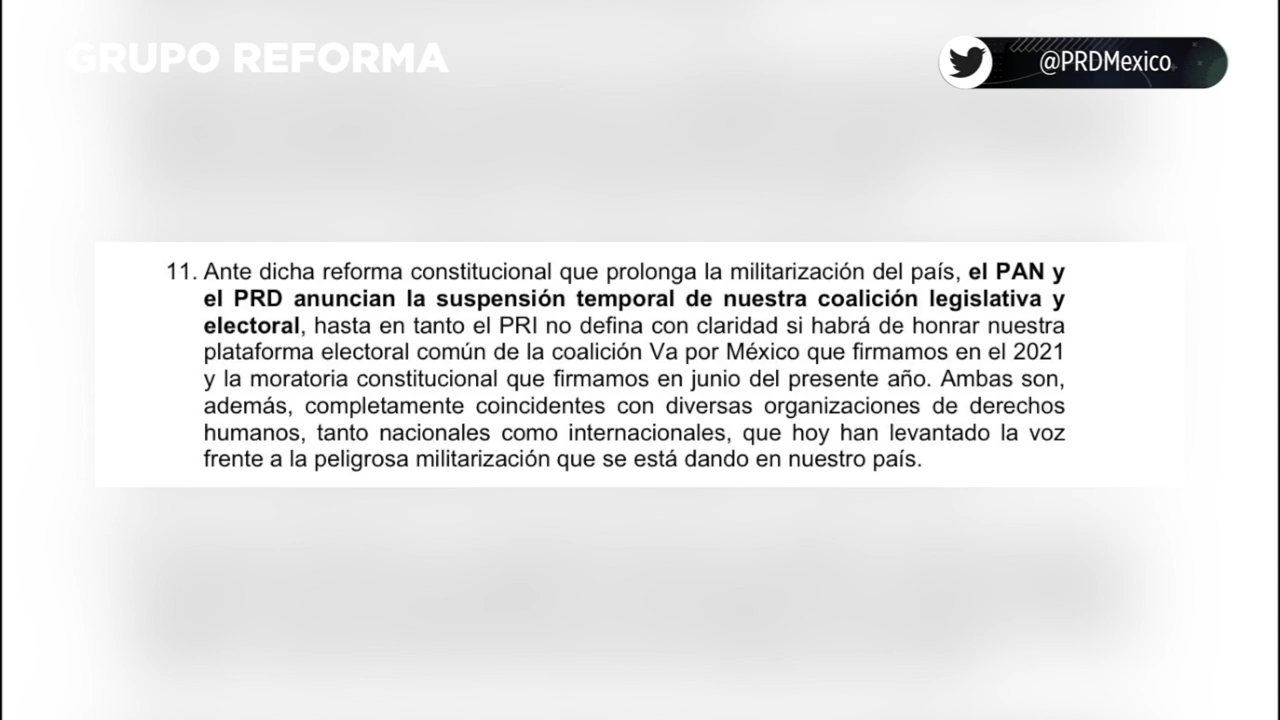 GRUPO REFORMA
@PRDMexico
11. Ante dicha reforma constitucional que prolonga la militarización del país, el PAN y
el PRD anuncian la suspensión temporal de nuestra coalición legislativa y
electoral, hasta en tanto el PRI no defina con claridad si habrá de honrar nuestra
plataforma electoral común de la coalición Va por México que firmamos en el 2021
y la moratoria constitucional que firmamos en junio del presente año. Ambas son,
además, completamente coincidentes con diversas organizaciones de derechos
humanos, tanto nacionales como internacionales, que hoy han levantado la voz
frente a la peligrosa militarización que se está dando en nuestro país.